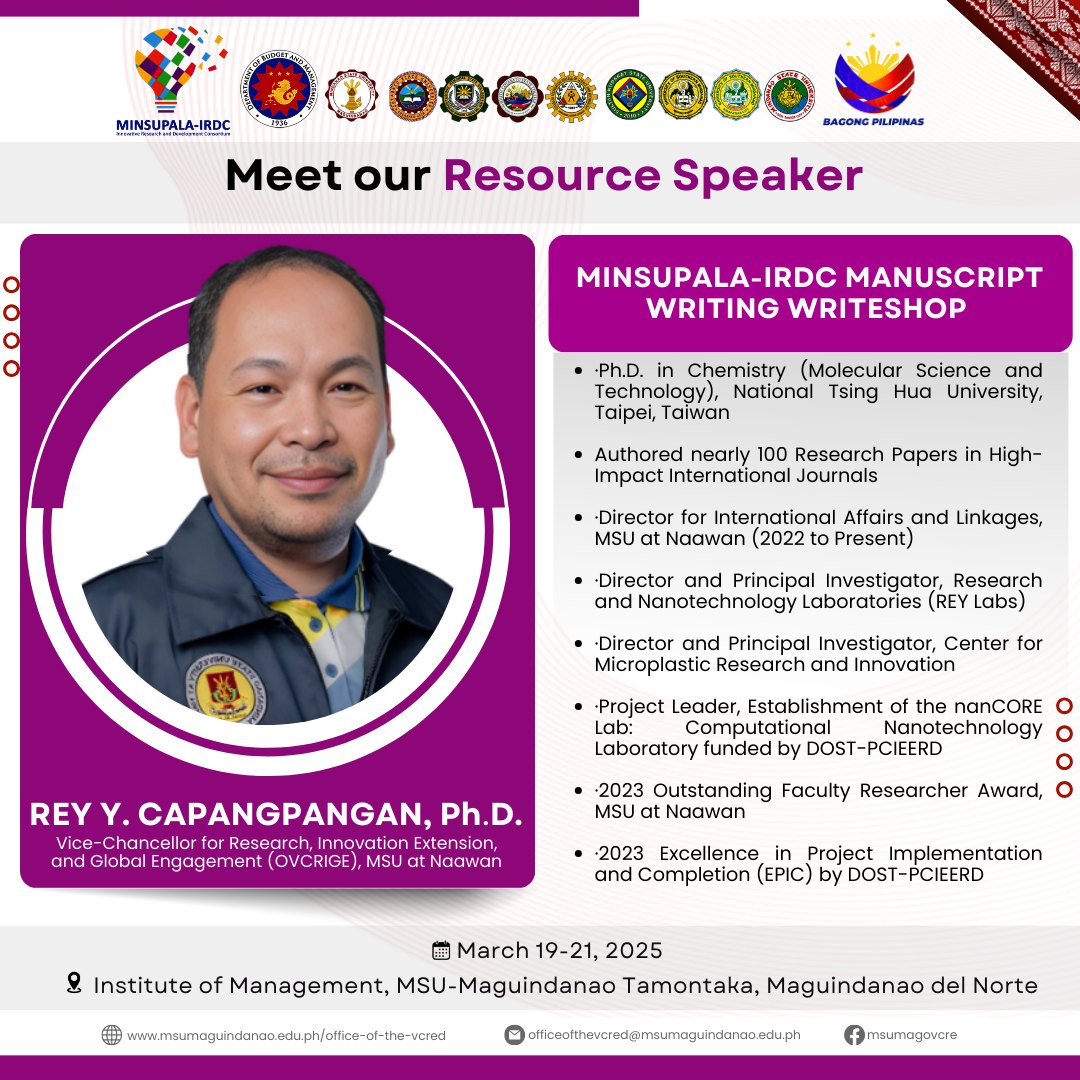 MINSUPALA-IRDC
Innovative Research and Development Consortium
DEPARTMENT OF BUDGET AND MANAGEMENT
1936
BAGONG PILIPINAS
Meet our Resource Speaker
MINSUPALA-IRDC MANUSCRIPT
WRITING WRITESHOP
• ·Ph.D. in Chemistry (Molecular Science and
Technology), National Tsing Hua University,
Taipei, Taiwan
• Authored nearly 100 Research Papers in High-
Impact International Journals
• ·Director for International Affairs and Linkages,
MSU at Naawan (2022 to Present)
• ·Director and Principal Investigator, Research
and Nanotechnology Laboratories (REY Labs)
• ·Director and Principal Investigator, Center for
Microplastic Research and Innovation
• ·Project Leader, Establishment of the nanCORE
Lab: Computational Nanotechnology
Laboratory funded by DOST-PCIEERD
• ·2023 Outstanding Faculty Researcher Award,
MSU at Naawan
• ·2023 Excellence in Project Implementation
and Completion (EPIC) by DOST-PCIEERD
REY Y. CAPANGPANGAN, Ph.D.
Vice-Chancellor for Research, Innovation Extension,
and Global Engagement (OVCRIGE), MSU at Naawan
March 19-21, 2025
Institute of Management, MSU-Maguindanao Tamontaka, Maguindanao del Norte
www.msumaguindanao.edu.ph/office-of-the-vcred
officeofthevcred@msumaguindanao.edu.ph
msumagovcre